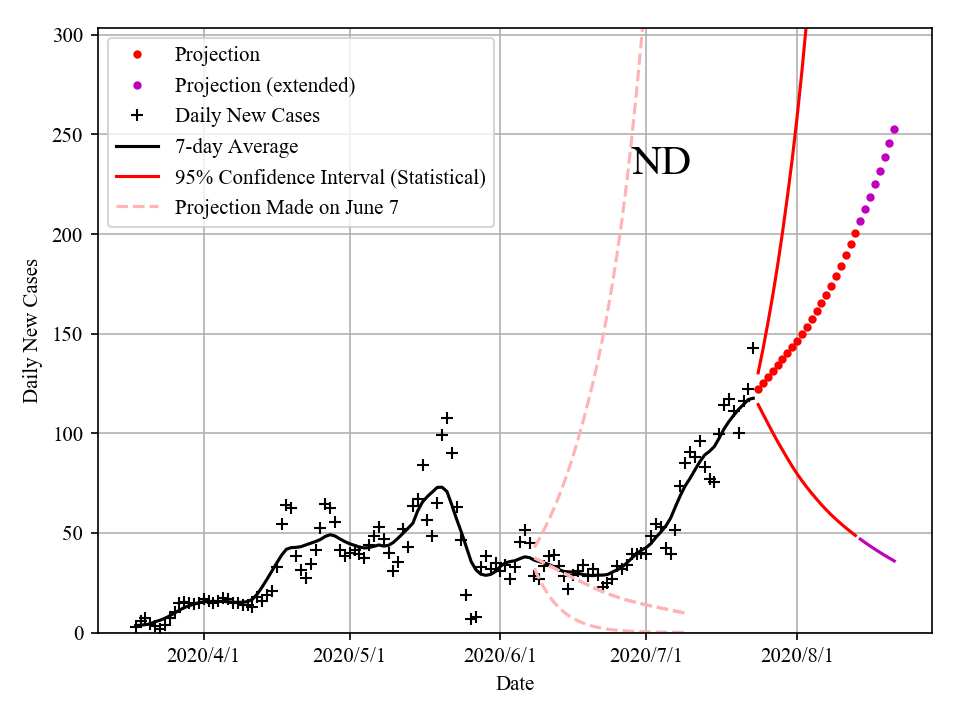 300
250
200
150
100
50
0
Daily New Cases
Projection
Projection (extended)
Daily New Cases
7-day Average
95% Confidence Interval (Statistical)
Projection Made on June 7
ND
2020/4/1 2020/5/1 2020/6/1 2020/7/1 2020/8/1
Date